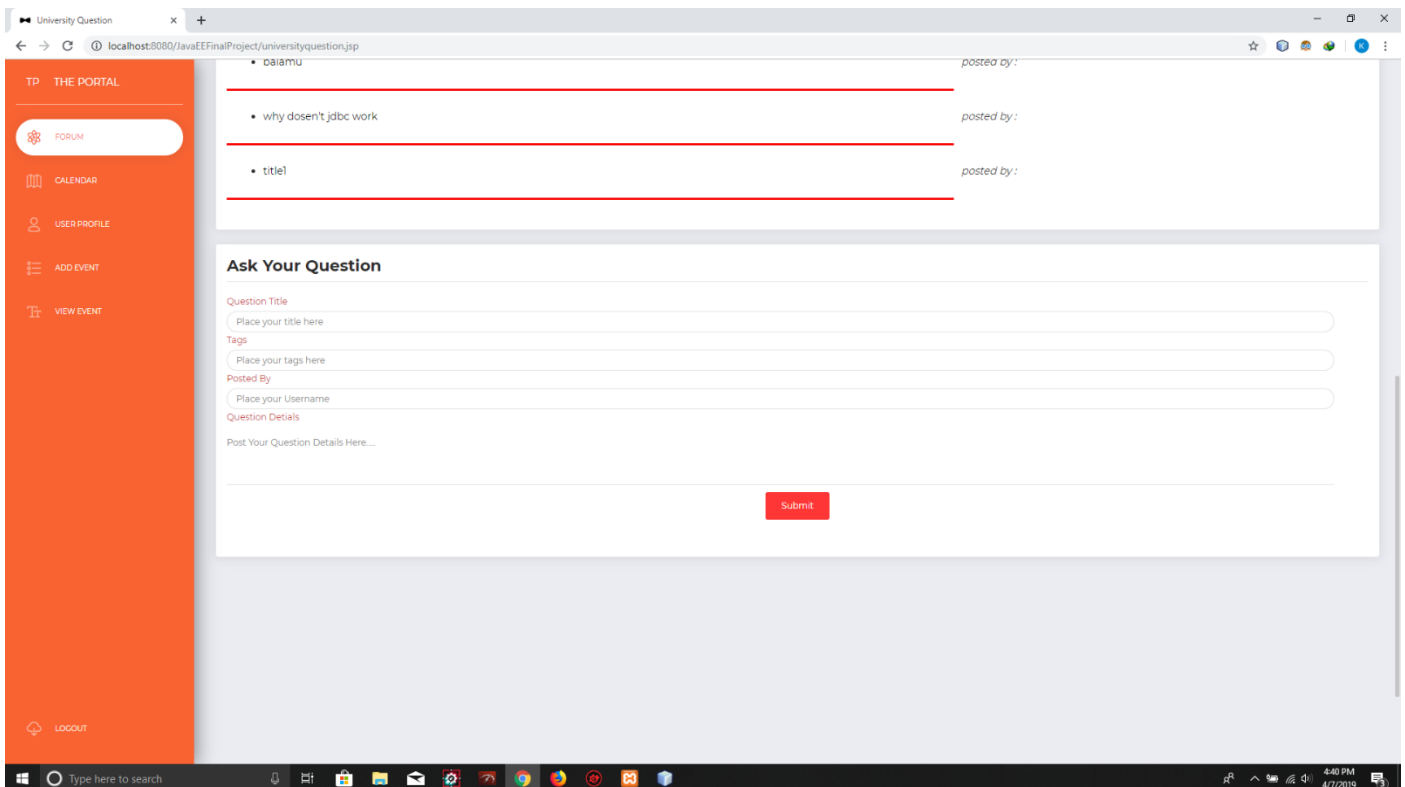 University Question
localhost:8080/JavaEEFinalProject/universityquestion.jsp
K
TP THE PORTAL
FORUM
CALENDAR
USER PROFILE
ADD EVENT
VIEW EVENT
LOGOUT
balamu posted by :
why dosen't jdbc work posted by :
title1 posted by :
Ask Your Question
Question Title
Place your title here
Tags
Place your tags here
Posted By
Place your Username
Question Detials
Post Your Question Details Here....
Submit
Type here to search
4:40 PM
4/7/2019